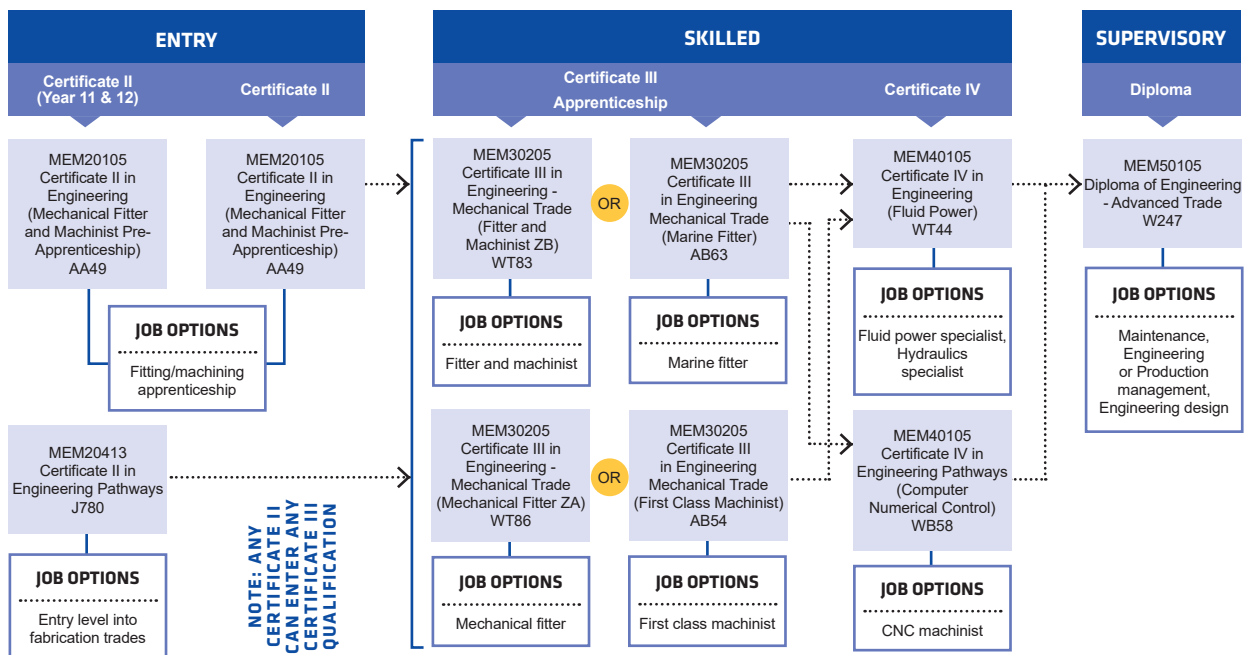 ENTRY
SKILLED
SUPERVISORY
Certificate II
(Year 11 & 12)
Certificate II
Certificate III
Apprenticeship
Certificate IV
Diploma
MEM20105
Certificate II in
Engineering
(Mechanical Fitter
and Machinist Pre-
Apprenticeship)
AA49
MEM20105
Certificate II in
Engineering
(Mechanical Fitter
and Machinist Pre-
Apprenticeship)
AA49
JOB OPTIONS
Fitting/machining
apprenticeship
MEM20413
Certificate II in
Engineering Pathways
J780
JOB OPTIONS
Entry level into
fabrication trades
NOTE: ANY
CERTIFICATE II
CAN ENTER ANY
CERTIFICATE III
QUALIFICATION
MEM30205
Certificate III in
Engineering -
Mechanical Trade
(Fitter and
Machinist ZB)
WT83
OR
MEM30205
Certificate III
in Engineering
Mechanical Trade
(Marine Fitter)
AB63
JOB OPTIONS
Fitter and machinist
JOB OPTIONS
Marine fitter
MEM30205
Certificate III in
Engineering -
Mechanical Trade
(Mechanical Fitter ZA)
WT86
OR
MEM30205
Certificate III
in Engineering
Mechanical Trade
(First Class Machinist)
AB54
JOB OPTIONS
Mechanical fitter
JOB OPTIONS
First class machinist
MEM40105
Certificate IV in
Engineering
(Fluid Power)
WT44
JOB OPTIONS
Fluid power specialist,
Hydraulics
specialist
MEM40105
Certificate IV in
Engineering Pathways
(Computer
Numerical Control)
WB58
JOB OPTIONS
CNC machinist
MEM50105
Diploma of Engineering
- Advanced Trade
W247
JOB OPTIONS
Maintenance,
Engineering
or Production
management,
Engineering design